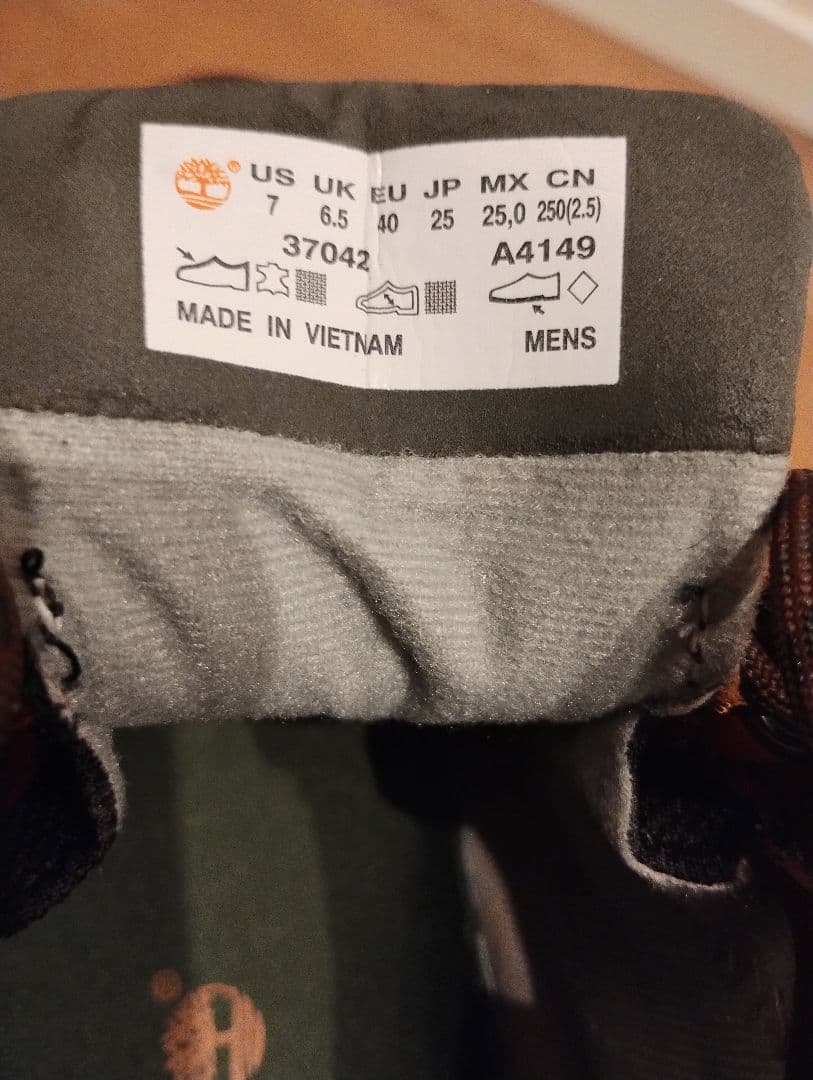 ® US UK EU JP MX CN
7 6.5 40 25 25,0 250(2.5)
37042 A4149
MADE IN VIETNAM MENS